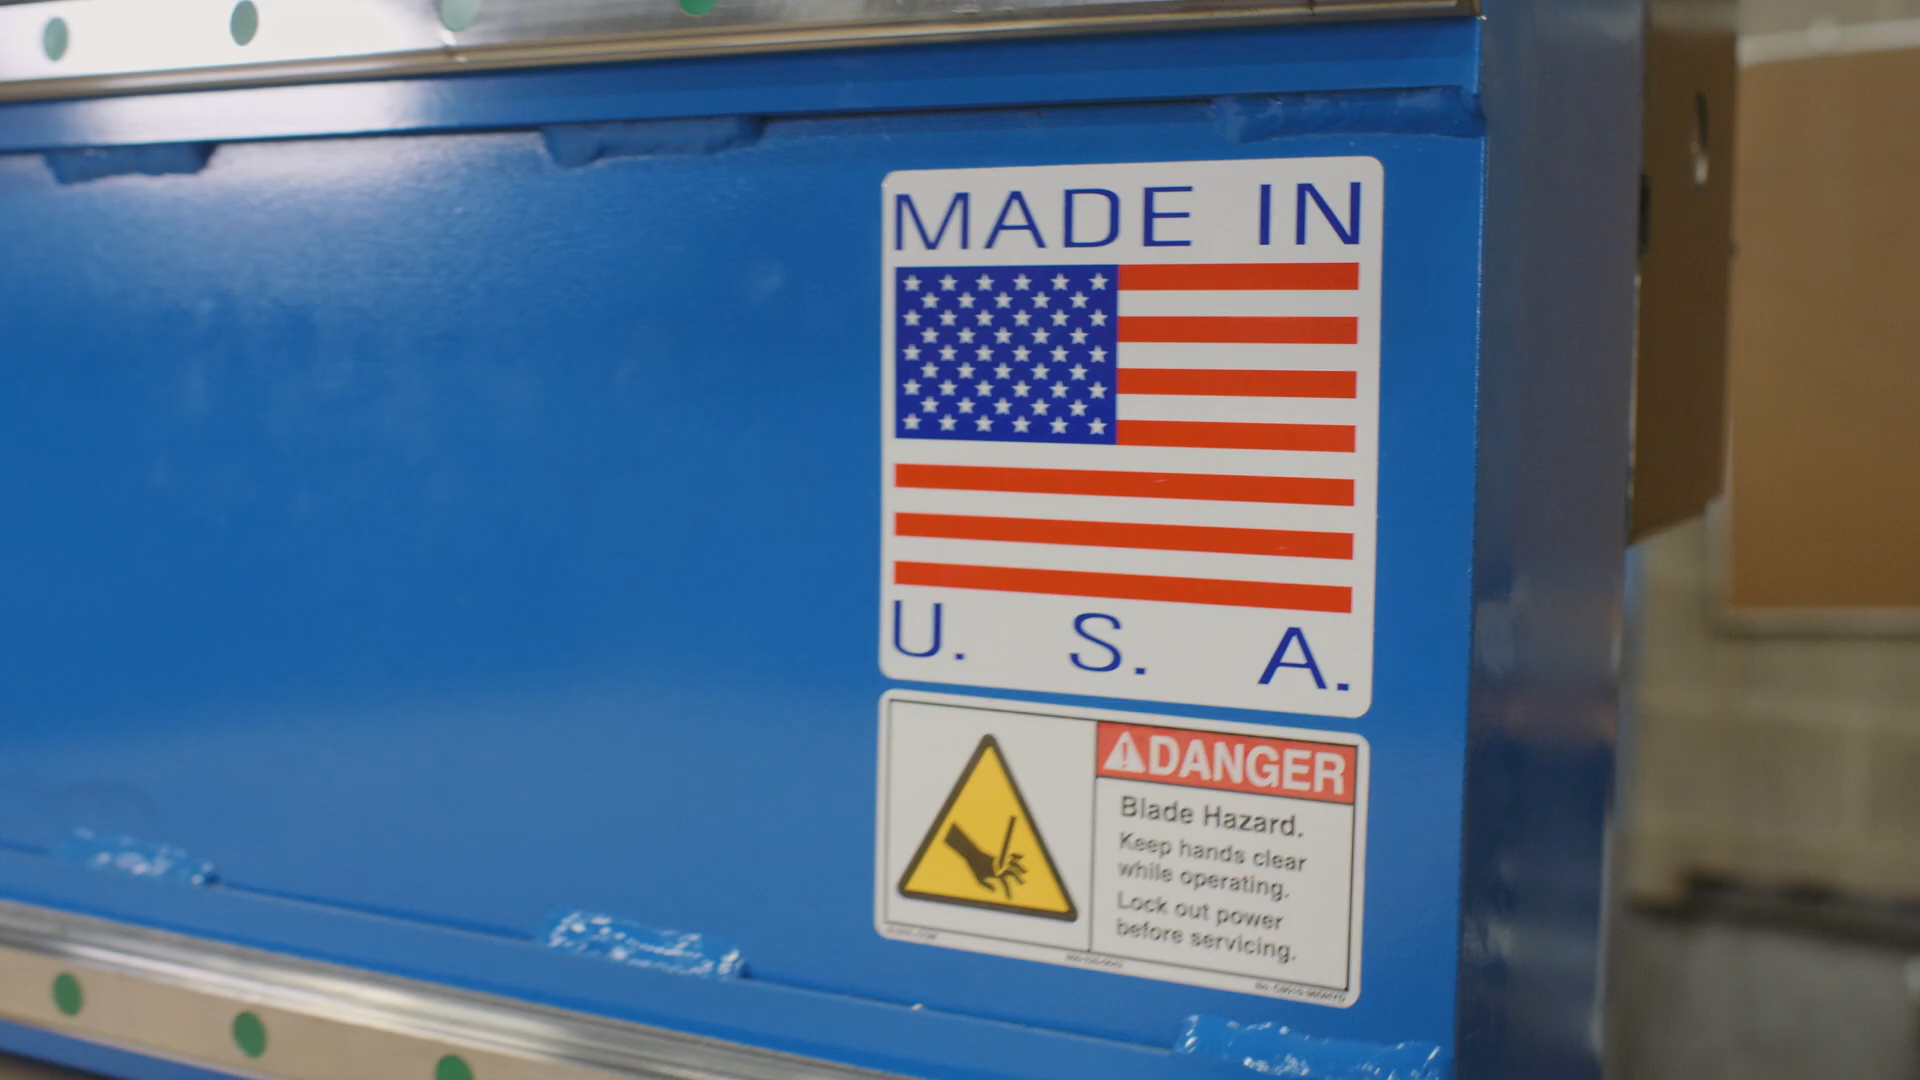 MADE IN
U. S. A.
DANGER
Blade Hazard.
Keep hands clear
while operating.
Lock out power
before servicing.